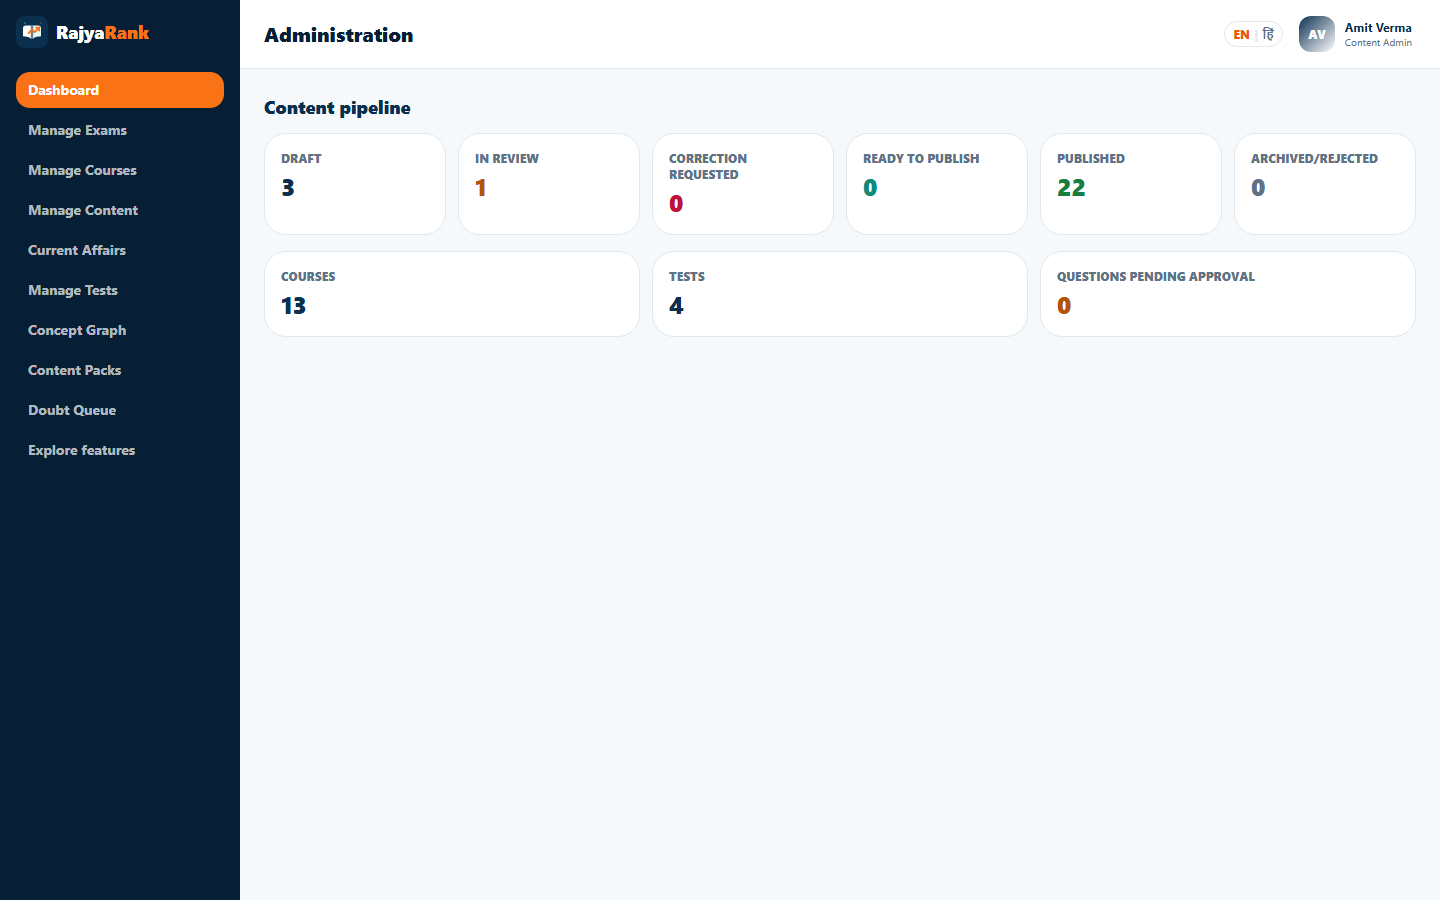 RajyaRank
Administration
EN | हिं
AV
Amit Verma
Content Admin
Dashboard
Manage Exams
Manage Courses
Manage Content
Current Affairs
Manage Tests
Concept Graph
Content Packs
Doubt Queue
Explore features
Content pipeline
DRAFT
3
IN REVIEW
1
CORRECTION
REQUESTED
0
READY TO PUBLISH
0
PUBLISHED
22
ARCHIVED/REJECTED
0
COURSES
13
TESTS
4
QUESTIONS PENDING APPROVAL
0